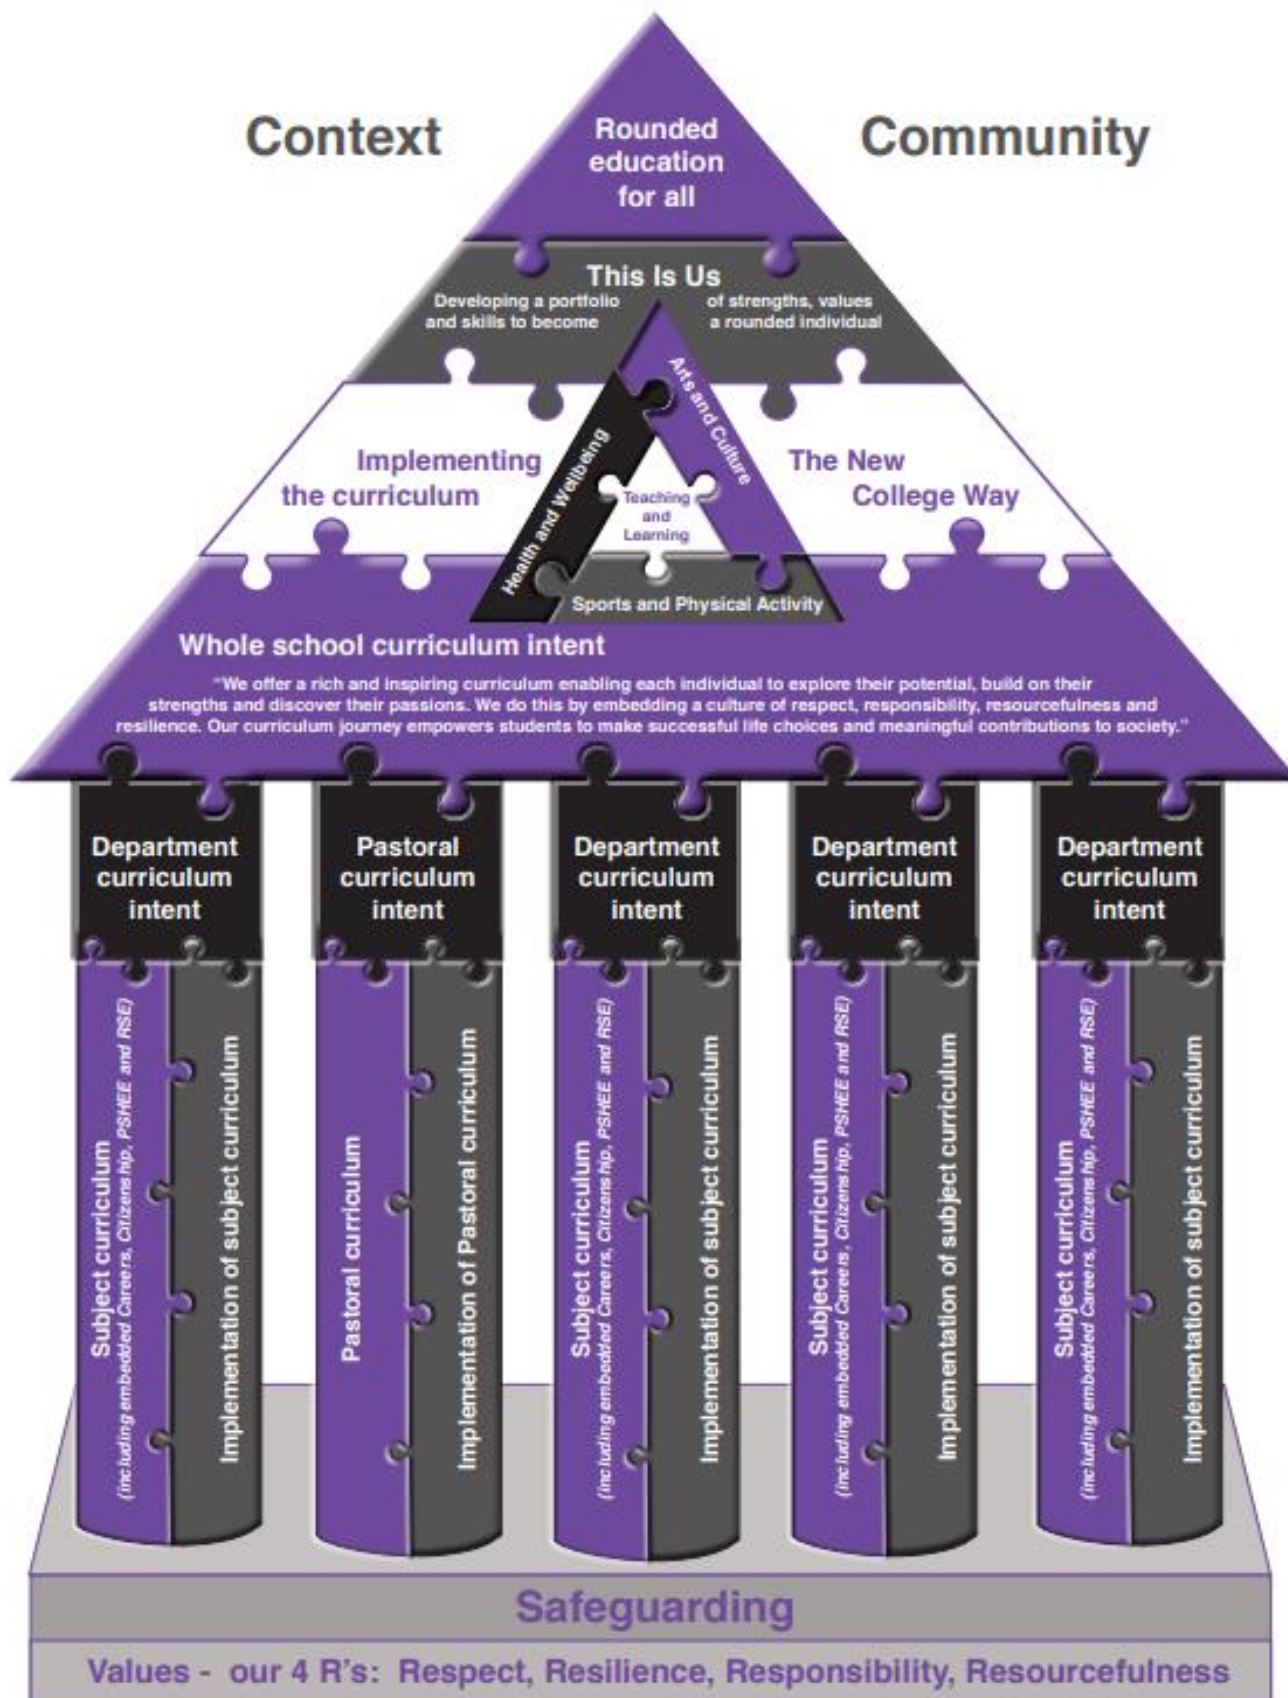 Context
Community
Rounded
education
for all
This Is Us
Developing a portfolio of strengths, values
and skills to become a rounded individual
Implementing
the curriculum
The New
College Way
Health and Wellbeing
Arts and Culture
Teaching
and
Learning
Sports and Physical Activity
Whole school curriculum intent
"We offer a rich and inspiring curriculum enabling each individual to explore their potential, build on their
strengths and discover their passions. We do this by embedding a culture of respect, responsibility, resourcefulness and
resilience. Our curriculum journey empowers students to make successful life choices and meaningful contributions to society."
Department
curriculum
intent
Pastoral
curriculum
intent
Department
curriculum
intent
Department
curriculum
intent
Department
curriculum
intent
Subject curriculum
(including embedded Careers, Citizenship, PSHEE and RSE)
Implementation of subject curriculum
Pastoral curriculum
Implementation of Pastoral curriculum
Subject curriculum
(including embedded Careers, Citizenship, PSHEE and RSE)
Implementation of subject curriculum
Subject curriculum
(including embedded Careers, Citizenship, PSHEE and RSE)
Implementation of subject curriculum
Subject curriculum
(including embedded Careers, Citizenship, PSHEE and RSE)
Implementation of subject curriculum
Safeguarding
Values - our 4 R's: Respect, Resilience, Responsibility, Resourcefulness